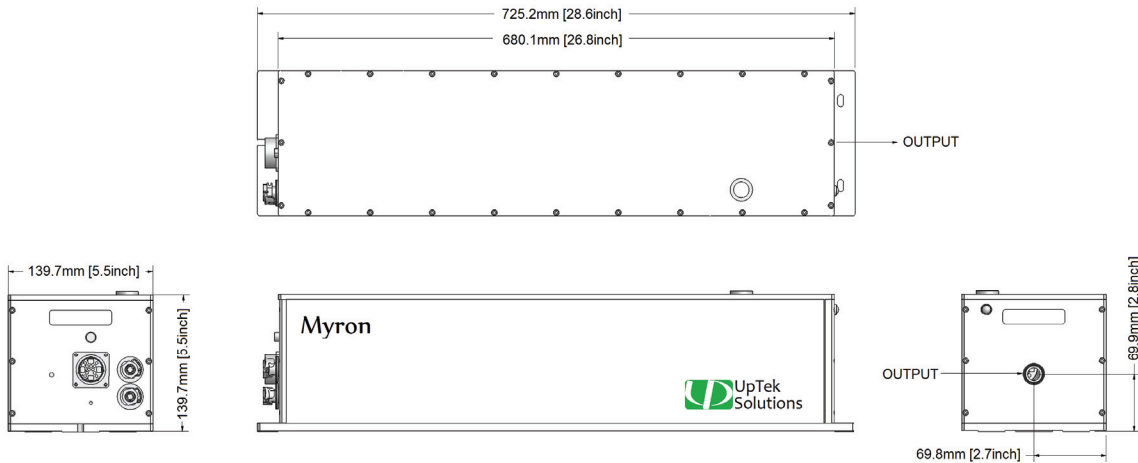 725.2mm [28.6inch]
680.1mm [26.8inch]
OUTPUT
139.7mm [5.5inch]
139.7mm [5.5inch]
Myron
UpTek
Solutions
OUTPUT
69.9mm [2.8inch]
69.8mm [2.7inch]